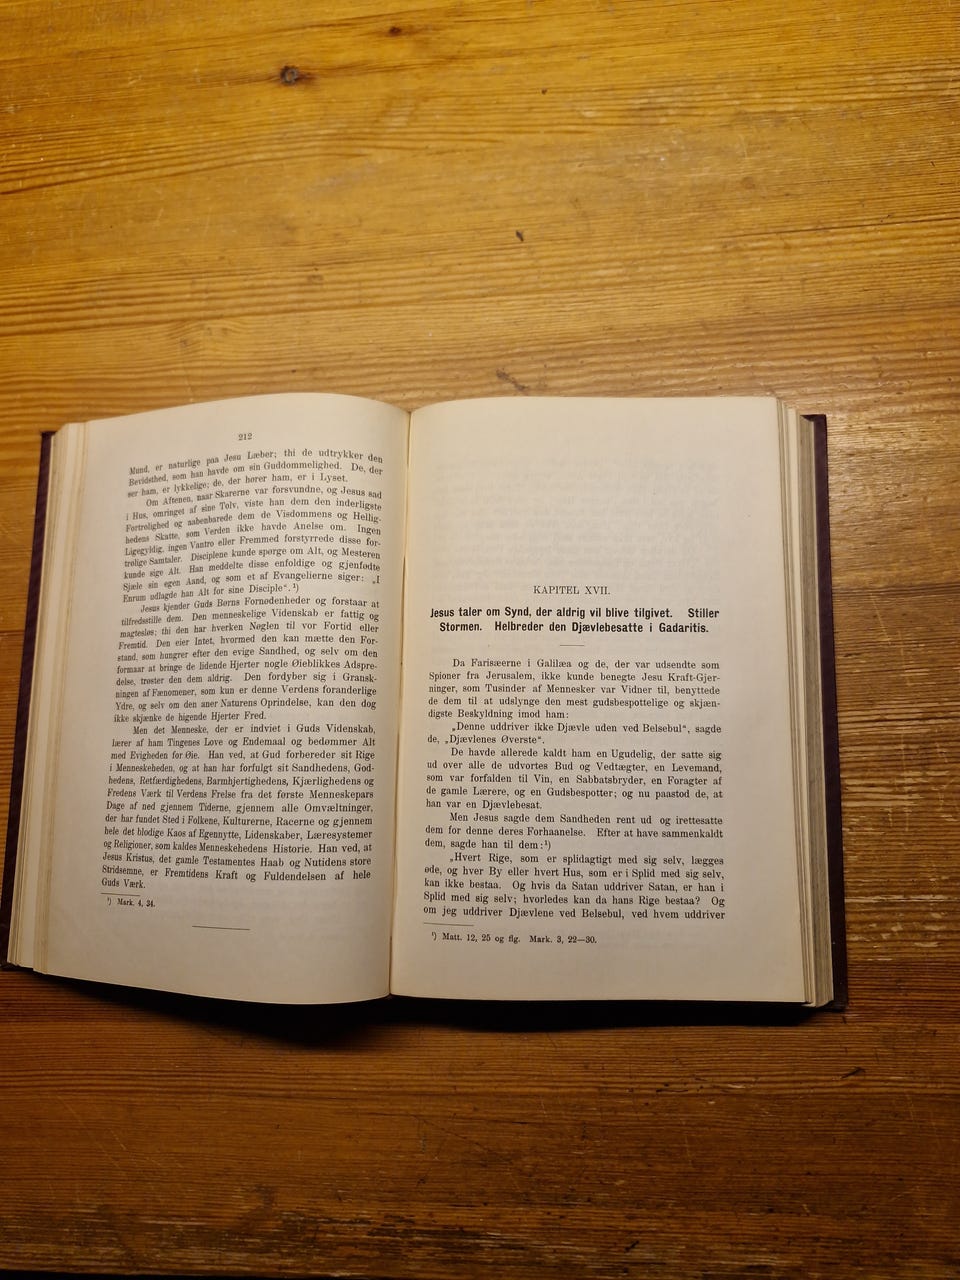 212
Mund, er naturlige paa Jesu Læber; thi de udtrykker den
Bevidsthed, som han havde om sin Guddommelighed. De, der
ser ham, er lykkelige; de, der hører ham, er i Lyset.
Om Aftenen, naar Skarerne var forsvundne, og Jesus sad
i Hus, omringet af sine Tolv, viste han dem den inderligste
Fortrolighed og aabenbarede dem de Visdommens og Hellig-
hedens Skatte, som Verden ikke havde Anelse om. Ingen
Ligegyldig, ingen Vantro eller Fremmed forstyrrede disse for-
trolige Samtaler. Disciplene kunde spørge om Alt, og Mesteren
kunde sige Alt. Han meddelte disse enfoldige og gjenfødte
Sjæle sin egen Aand, og som et af Evangelierne siger: „I
Enrum udlagde han Alt for sine Disciple“. ¹)
Jesus kjender Guds Børns Fornødenheder og forstaar at
tilfredsstille dem. Den menneskelige Videnskab er fattig og
magtesløs; thi den har hverken Nøglen til vor Fortid eller
Fremtid. Den eier Intet, hvormed den kan mætte den For-
stand, som hungrer efter den evige Sandhed, og selv om den
formaar at bringe de lidende Hjerter nogle Øieblikkes Adspre-
delse, trøster den dem aldrig. Den fordyber sig i Gransk-
ningen af Fænomener, som kun er denne Verdens foranderlige
Ydre, og selv om den aner Naturens Oprindelse, kan den dog
ikke skjænke de higende Hjerter Fred.
Men det Menneske, der er indviet i Guds Videnskab,
lærer af ham Tingenes Love og Endemaal og bedømmer Alt
med Evigheden for Øie. Han ved, at Gud forbereder sit Rige
i Menneskeheden, og at han har forfulgt sit Sandhedens, God-
hedens, Retfærdighedens, Barmhjertighedens, Kjærlighedens og
Fredens Værk til Verdens Frelse fra det første Menneskepars
Dage af ned gjennem Tiderne, gjennem alle Omvæltninger,
der har fundet Sted i Folkene, Kulturerne, Racerne og gjennem
hele det blodige Kaos af Egennytte, Lidenskaber, Læresystemer
og Religioner, som kaldes Menneskehedens Historie. Han ved, at
Jesus Kristus, det gamle Testamentes Haab og Nutidens store
Stridsemne, er Fremtidens Kraft og Fuldendelsen af hele
Guds Værk.
¹) Mark. 4, 34.
KAPITEL XVII.
Jesus taler om Synd, der aldrig vil blive tilgivet. Stiller
Stormen. Helbreder den Djævlebesatte i Gadaritis.
Da Farisæerne i Galilæa og de, der var udsendte som
Spioner fra Jerusalem, ikke kunde benegte Jesu Kraft-Gjer-
ninger, som Tusinder af Mennesker var Vidner til, benyttede
de dem til at udslynge den mest gudsbespottelige og skjæn-
digste Beskyldning imod ham:
„Denne uddriver ikke Djævle uden ved Belsebul“, sagde
de, „Djævlenes Øverste“.
De havde allerede kaldt ham en Ugudelig, der satte sig
ud over alle de udvortes Bud og Vedtægter, en Levemand,
som var forfalden til Vin, en Sabbatsbryder, en Foragter af
de gamle Lærere, og en Gudsbespotter; og nu paastod de, at
han var en Djævlebesat.
Men Jesus sagde dem Sandheden rent ud og irettesatte
dem for denne deres Forhaanelse. Efter at have sammenkaldt
dem, sagde han til dem:¹)
„Hvert Rige, som er splidagtigt med sig selv, lægges
øde, og hver By eller hvert Hus, som er i Splid med sig selv,
kan ikke bestaa. Og hvis da Satan uddriver Satan, er han i
Splid med sig selv; hvorledes kan da hans Rige bestaa? Og
om jeg uddriver Djævlene ved Belsebul, ved hvem uddriver
¹) Matt. 12, 25 og flg. Mark. 3, 22—30.